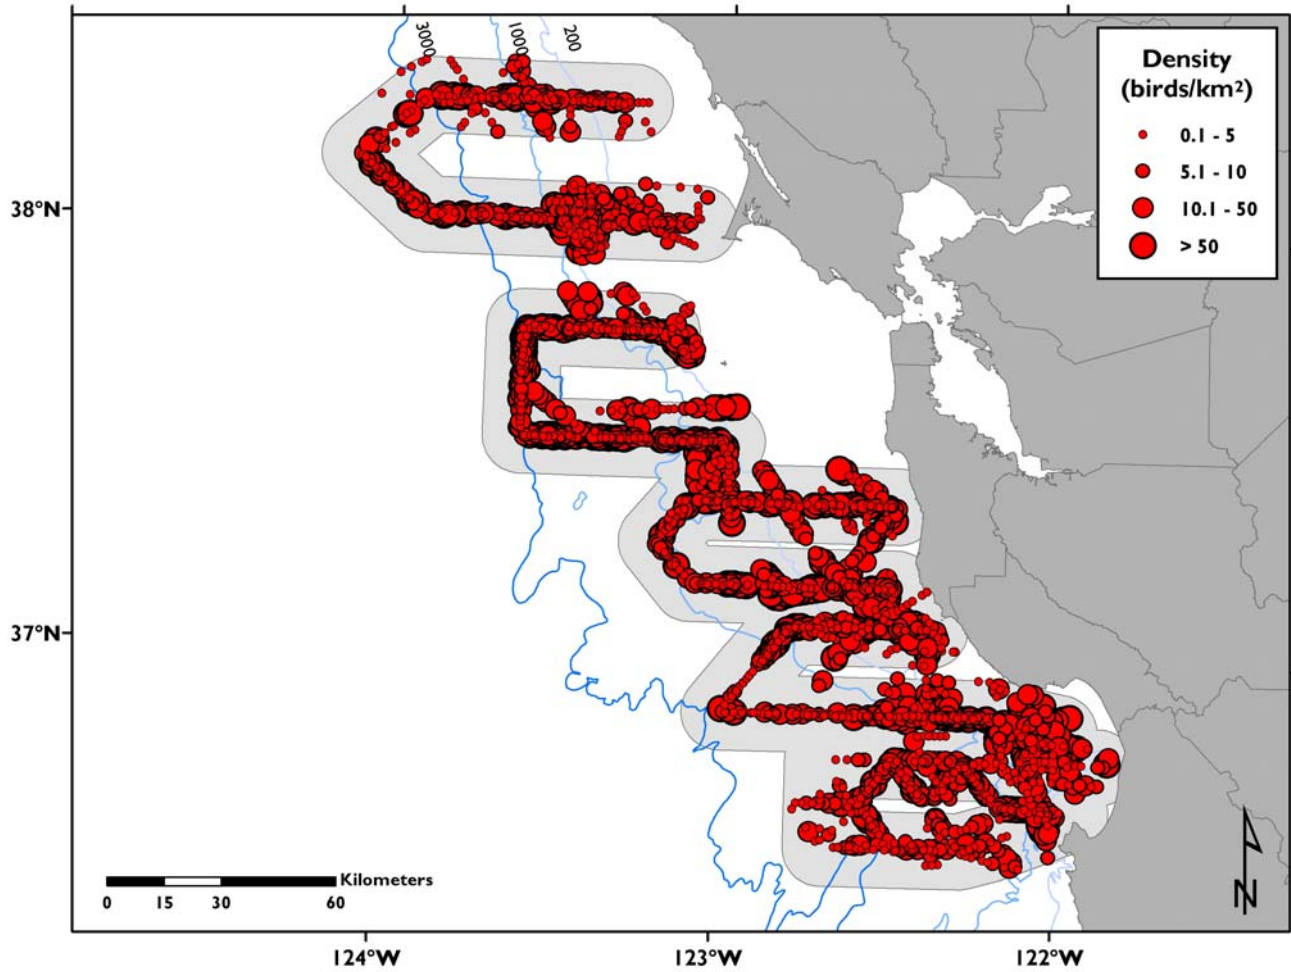 3000
1000
200
Density
(birds/km²)
0.1 - 5
5.1 - 10
10.1 - 50
> 50
38°N
37°N
Kilometers
0 15 30 60
N
124°W 123°W 122°W